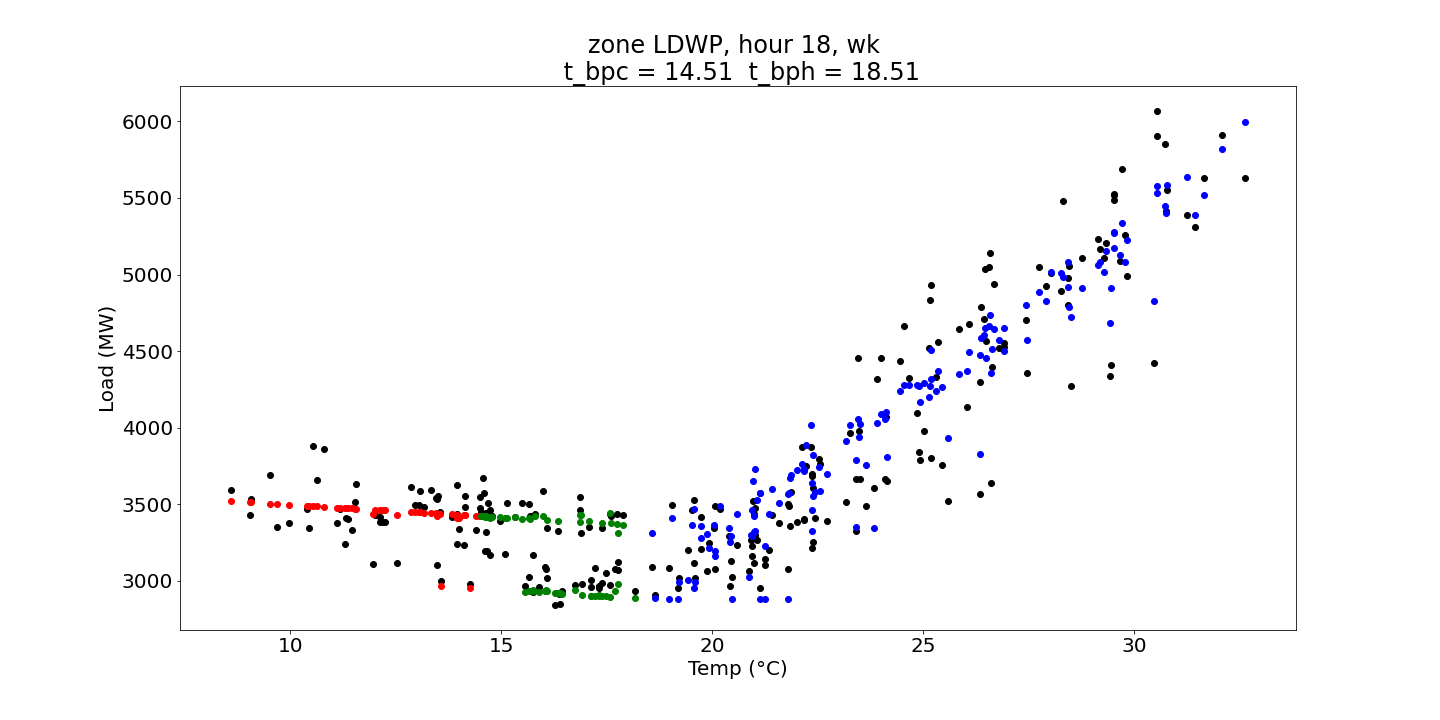 zone LDWP, hour 18, wk
t_bpc = 14.51 t_bph = 18.51
6000
5500
5000
4500
4000
3500
3000
Load (MW)
10 15 20 25 30
Temp (°C)